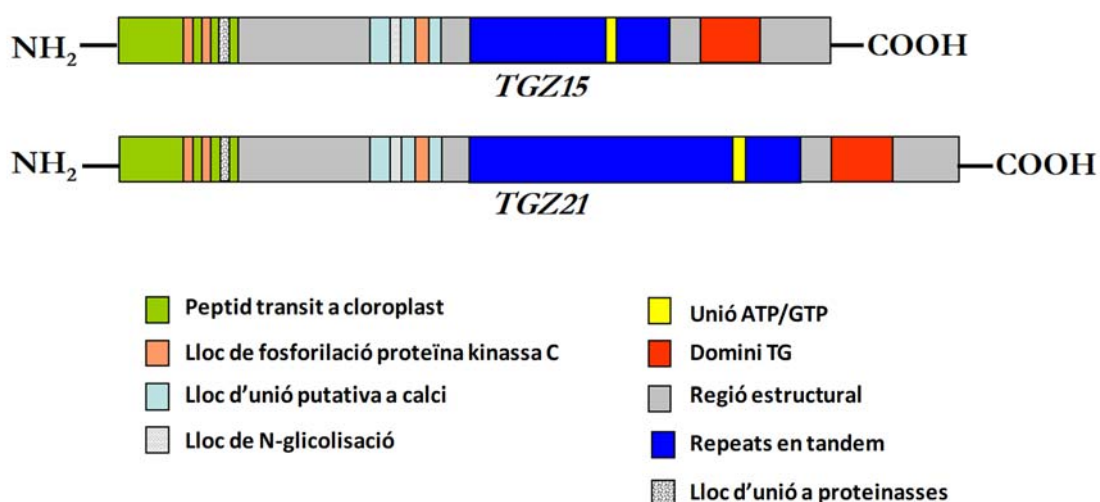 NH2 COOH
TGZ15
NH2 COOH
TGZ21
Peptid transit a cloroplast
Lloc de fosforilació proteïna kinassa C
Lloc d'unió putativa a calci
Lloc de N-glicolisació
Unió ATP/GTP
Domini TG
Regió estructural
Repeats en tandem
Lloc d'unió a proteinasses